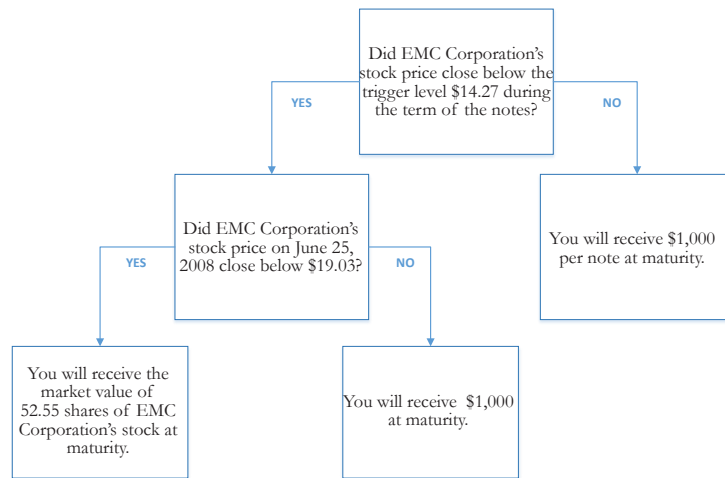 Did EMC Corporation's
stock price close below the
trigger level $14.27 during
the term of the notes?
YES
NO
Did EMC Corporation's
stock price on June 25,
2008 close below $19.03?
You will receive $1,000
per note at maturity.
YES
NO
You will receive the
market value of
52.55 shares of EMC
Corporation's stock at
maturity.
You will receive $1,000
at maturity.